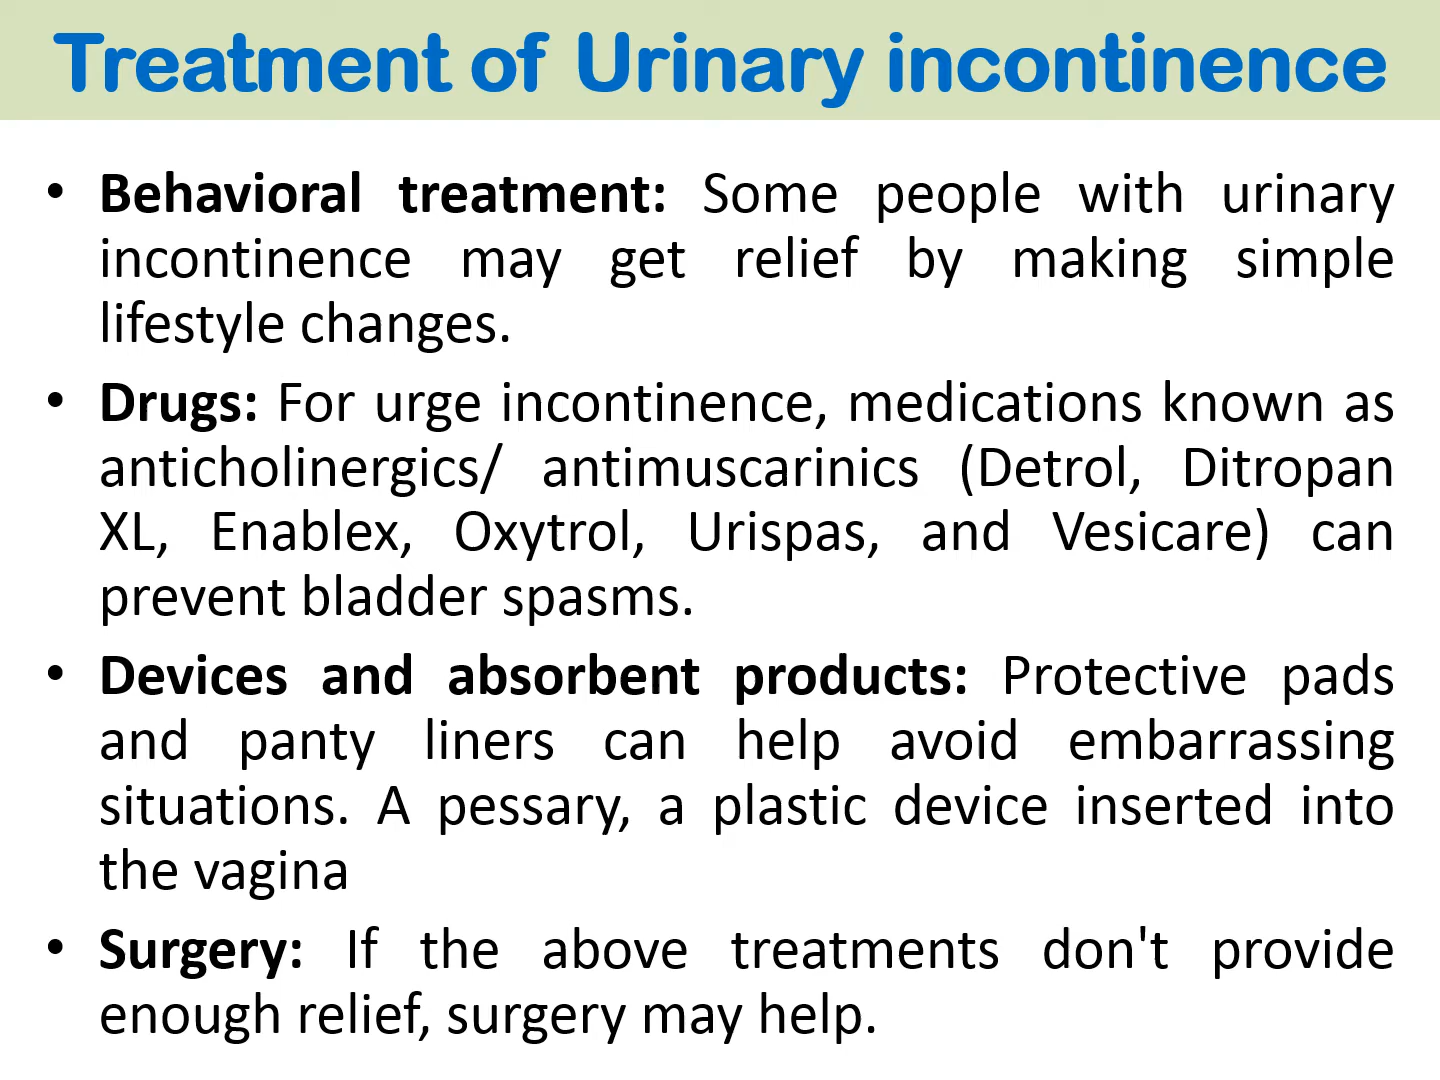 Treatment of Urinary incontinence
• Behavioral treatment: Some people with urinary
incontinence may get relief by making simple
lifestyle changes.
• Drugs: For urge incontinence, medications known as
anticholinergics/ antimuscarinics (Detrol, Ditropan
XL, Enablex, Oxytrol, Urispas, and Vesicare) can
prevent bladder spasms.
• Devices and absorbent products: Protective pads
and panty liners can help avoid embarrassing
situations. A pessary, a plastic device inserted into
the vagina
• Surgery: If the above treatments don't provide
enough relief, surgery may help.